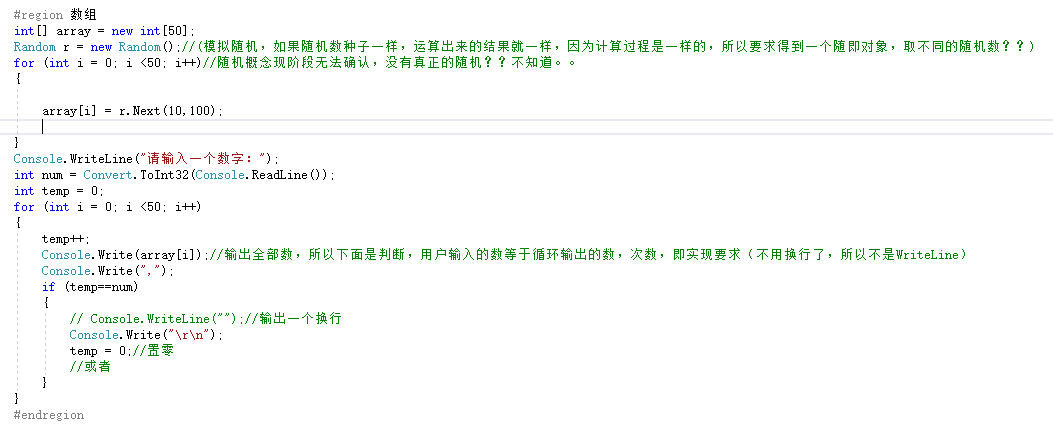 #region 数组
int[] array = new int[50];
Random r = new Random();//(模拟随机，如果随机数种子一样，运算出来的结果就一样，因为计算过程是一样的，所以要求得到一个随即对象，取不同的随机数？？)
for (int i = 0; i <50; i++)//随机概念现阶段无法确认，没有真正的随机？？不知道。。
{
array[i] = r.Next(10,100);
}
Console.WriteLine("请输入一个数字：");
int num = Convert.ToInt32(Console.ReadLine());
int temp = 0;
for (int i = 0; i <50; i++)
{
temp++;
Console.Write(array[i]);//输出全部数，所以下面是判断，用户输入的数等于循环输出的数，次数，即实现要求（不用换行了，所以不是WriteLine）
Console.Write(",");
if (temp==num)
{
// Console.WriteLine("");//输出一个换行
Console.Write("\r\n");
temp = 0;//置零
//或者
}
}
#endregion